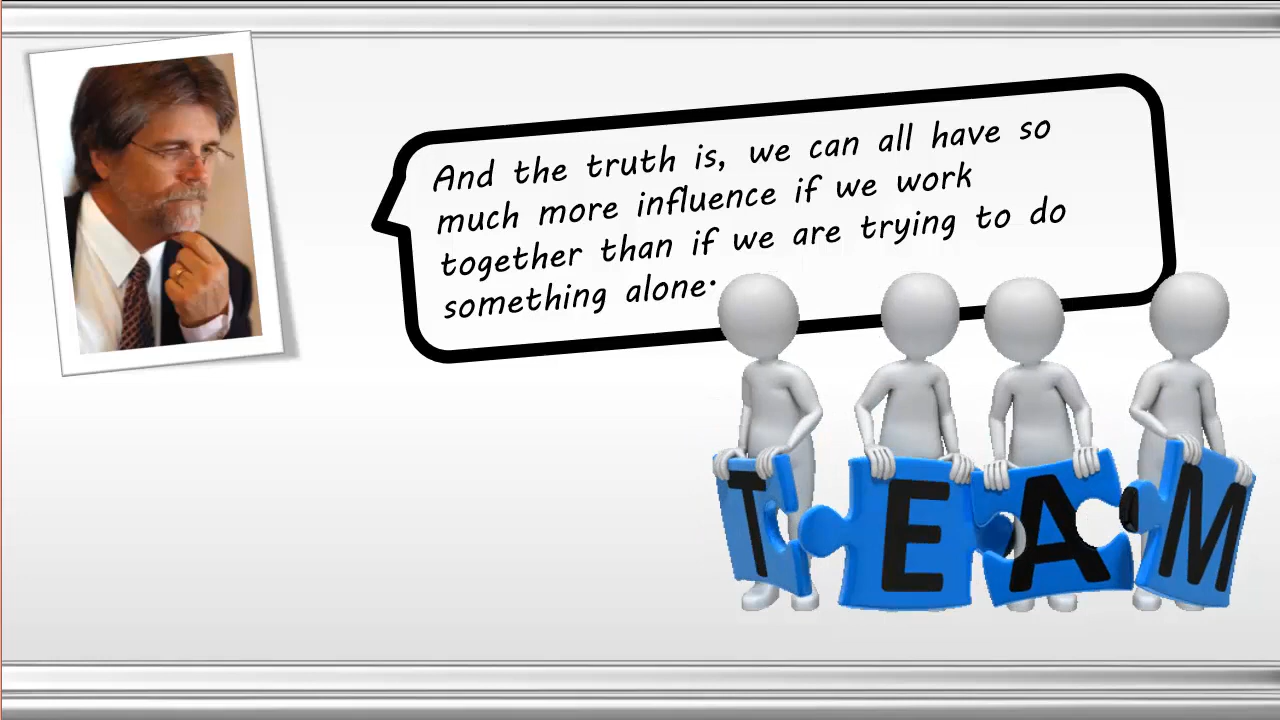 And the truth is, we can all have so
much more influence if we work
together than if we are trying to do
something alone.
TEAM